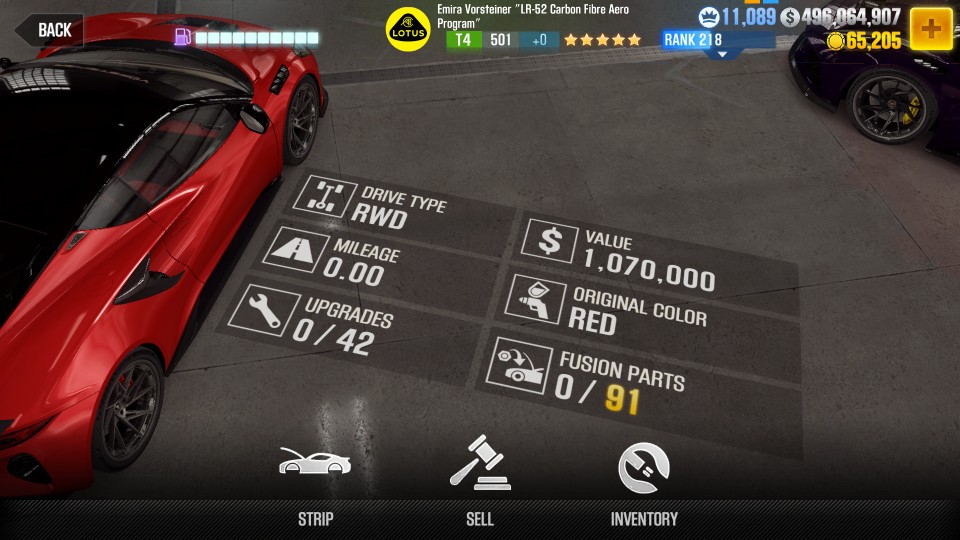 BACK
LOTUS
Emira Vorsteiner "LR-52 Carbon Fibre Aero
Program"
T4 501 +0
11,089 $ 496,064,907
RANK 218 65,205
DRIVE TYPE
RWD
MILEAGE
0.00
UPGRADES
0 / 42
$ VALUE
1,070,000
ORIGINAL COLOR
RED
FUSION PARTS
0 / 91
STRIP
SELL
INVENTORY